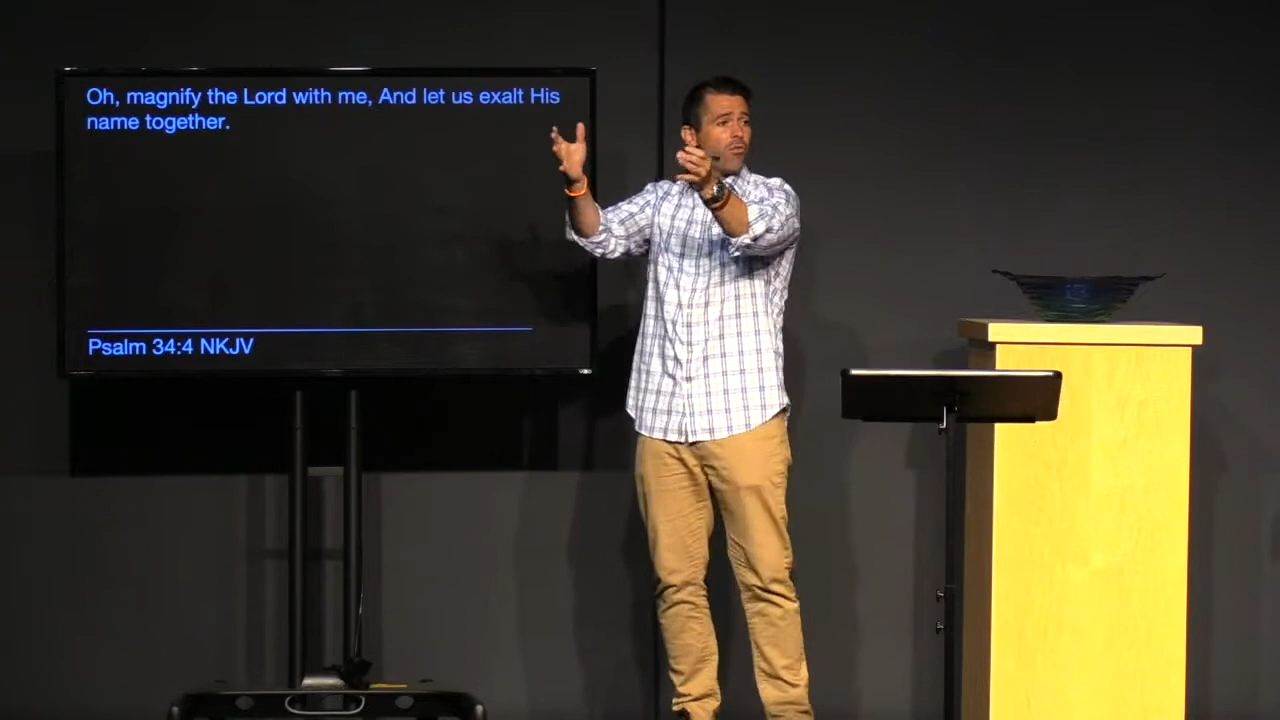 Oh, magnify the Lord with me, And let us exalt His
name together.
Psalm 34:4 NKJV